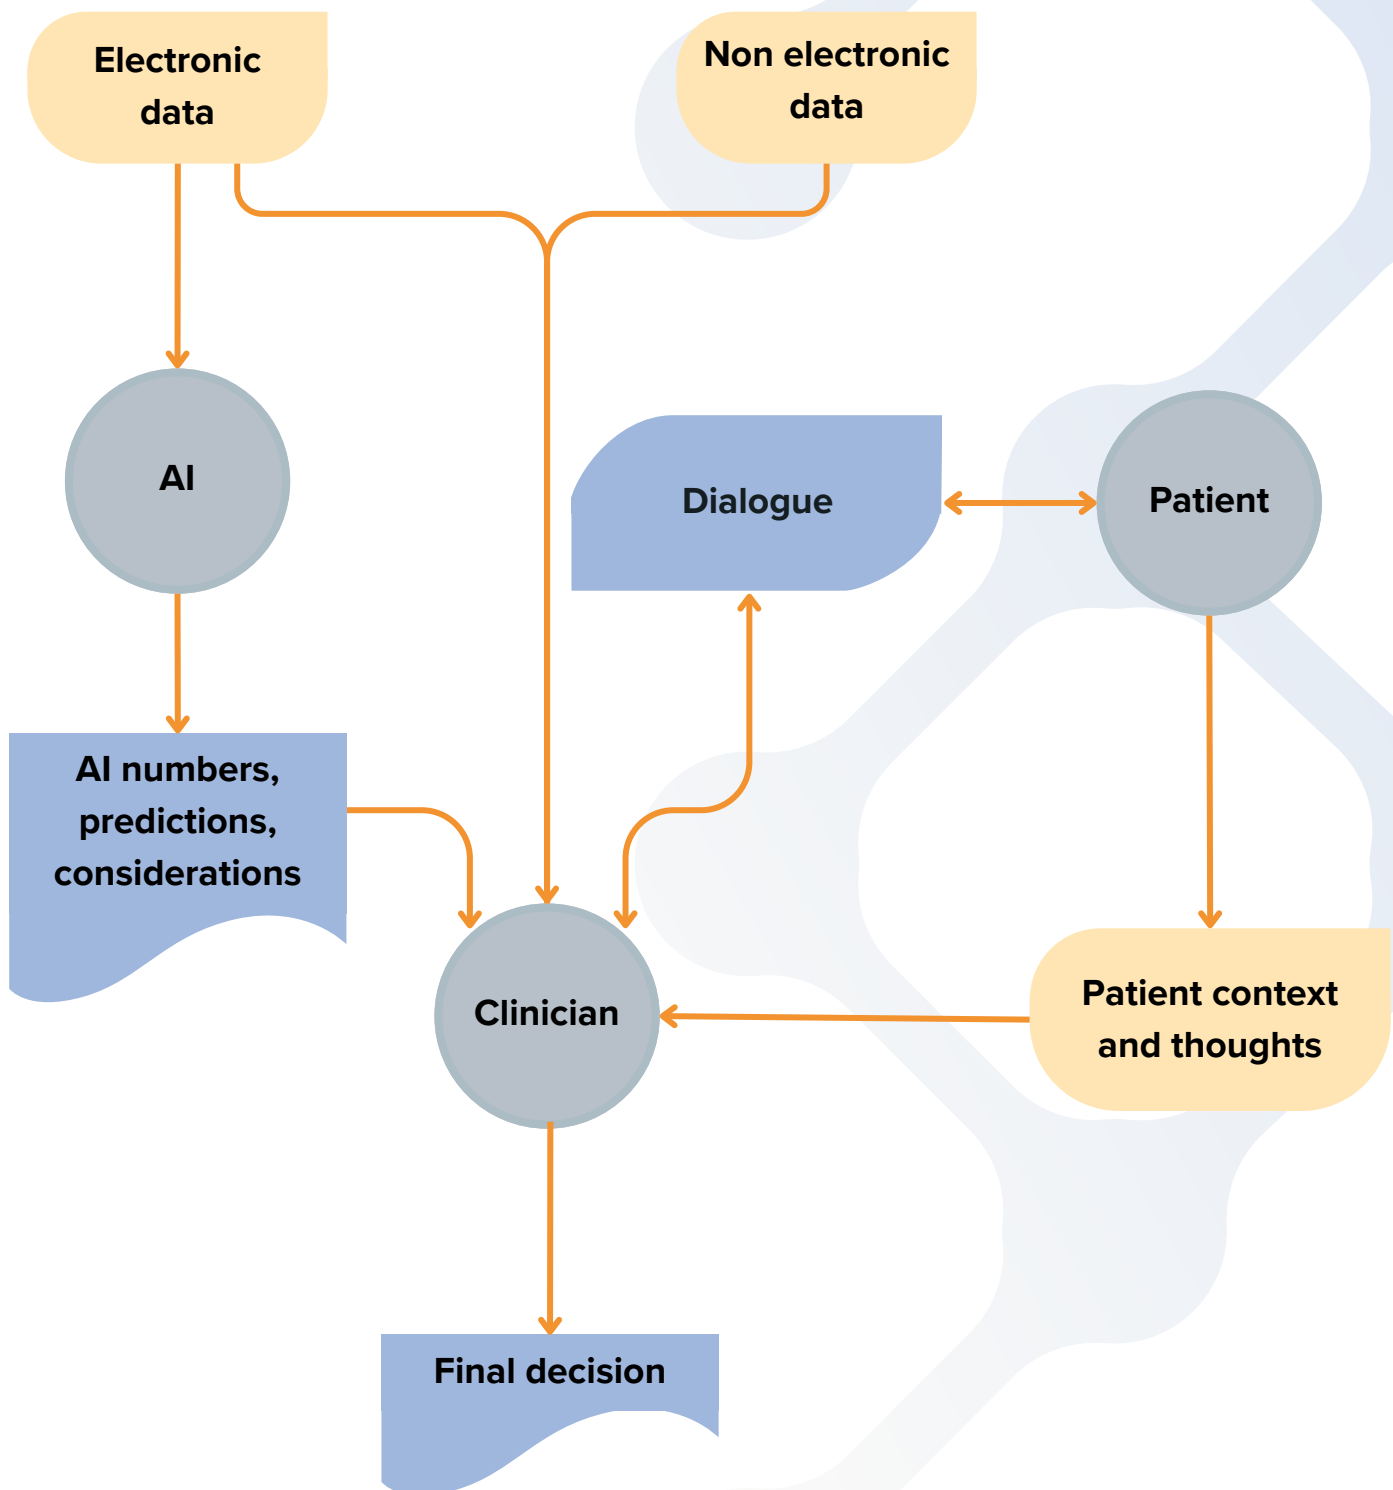 Electronic
data
Non electronic
data
AI
Dialogue
Patient
AI numbers,
predictions,
considerations
Clinician
Patient context
and thoughts
Final decision